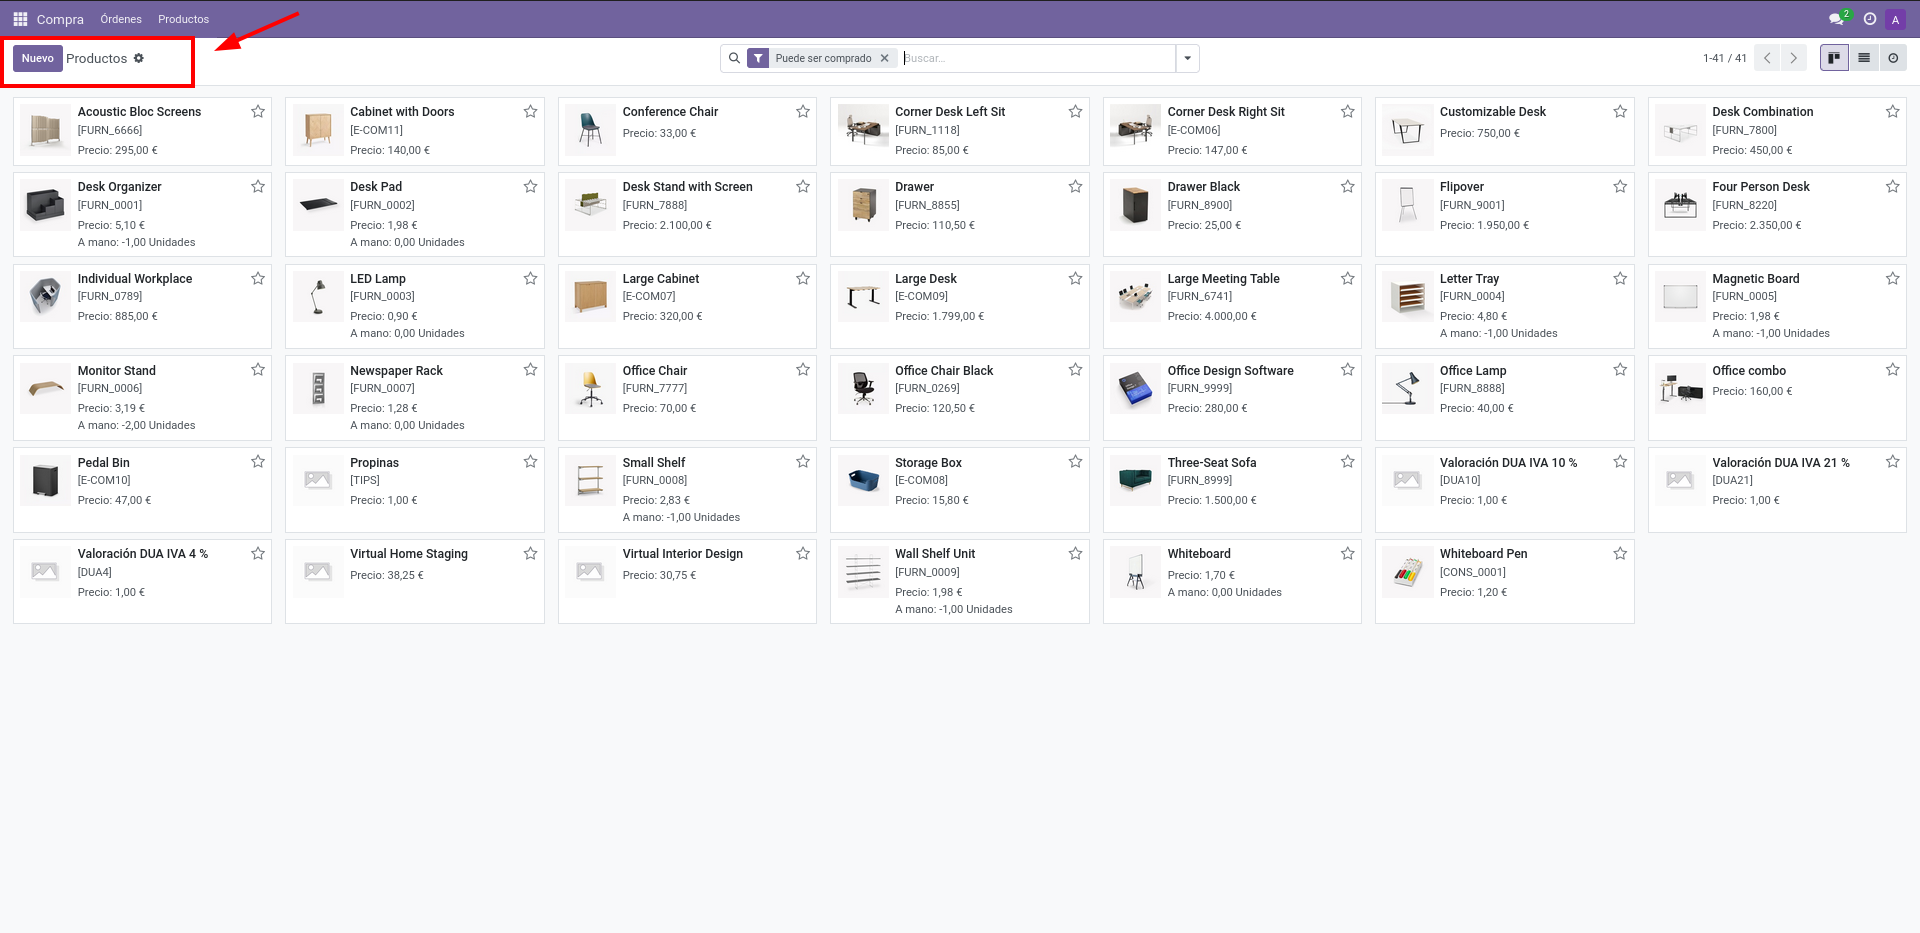 Compra Órdenes Productos 2 A
Nuevo Productos Puede ser comprado Buscar... 1-41 / 41
Acoustic Bloc Screens
[FURN_6666]
Precio: 295,00 €
Cabinet with Doors
[E-COM11]
Precio: 140,00 €
Conference Chair
Precio: 33,00 €
Corner Desk Left Sit
[FURN_1118]
Precio: 85,00 €
Corner Desk Right Sit
[E-COM06]
Precio: 147,00 €
Customizable Desk
Precio: 750,00 €
Desk Combination
[FURN_7800]
Precio: 450,00 €
Desk Organizer
[FURN_0001]
Precio: 5,10 €
A mano: -1,00 Unidades
Desk Pad
[FURN_0002]
Precio: 1,98 €
A mano: 0,00 Unidades
Desk Stand with Screen
[FURN_7888]
Precio: 2.100,00 €
Drawer
[FURN_8855]
Precio: 110,50 €
Drawer Black
[FURN_8900]
Precio: 25,00 €
Flipover
[FURN_9001]
Precio: 1.950,00 €
Four Person Desk
[FURN_8220]
Precio: 2.350,00 €
Individual Workplace
[FURN_0789]
Precio: 885,00 €
LED Lamp
[FURN_0003]
Precio: 0,90 €
A mano: 0,00 Unidades
Large Cabinet
[E-COM07]
Precio: 320,00 €
Large Desk
[E-COM09]
Precio: 1.799,00 €
Large Meeting Table
[FURN_6741]
Precio: 4.000,00 €
Letter Tray
[FURN_0004]
Precio: 4,80 €
A mano: -1,00 Unidades
Magnetic Board
[FURN_0005]
Precio: 1,98 €
A mano: -1,00 Unidades
Monitor Stand
[FURN_0006]
Precio: 3,19 €
A mano: -2,00 Unidades
Newspaper Rack
[FURN_0007]
Precio: 1,28 €
A mano: 0,00 Unidades
Office Chair
[FURN_7777]
Precio: 70,00 €
Office Chair Black
[FURN_0269]
Precio: 120,50 €
Office Design Software
[FURN_9999]
Precio: 280,00 €
Office Lamp
[FURN_8888]
Precio: 40,00 €
Office combo
Precio: 160,00 €
Pedal Bin
[E-COM10]
Precio: 47,00 €
Propinas
[TIPS]
Precio: 1,00 €
Small Shelf
[FURN_0008]
Precio: 2,83 €
A mano: -1,00 Unidades
Storage Box
[E-COM08]
Precio: 15,80 €
Three-Seat Sofa
[FURN_8999]
Precio: 1.500,00 €
Valoración DUA IVA 10 %
[DUA10]
Precio: 1,00 €
Valoración DUA IVA 21 %
[DUA21]
Precio: 1,00 €
Valoración DUA IVA 4 %
[DUA4]
Precio: 1,00 €
Virtual Home Staging
Precio: 38,25 €
Virtual Interior Design
Precio: 30,75 €
Wall Shelf Unit
[FURN_0009]
Precio: 1,98 €
A mano: -1,00 Unidades
Whiteboard
Precio: 1,70 €
A mano: 0,00 Unidades
Whiteboard Pen
[CONS_0001]
Precio: 1,20 €